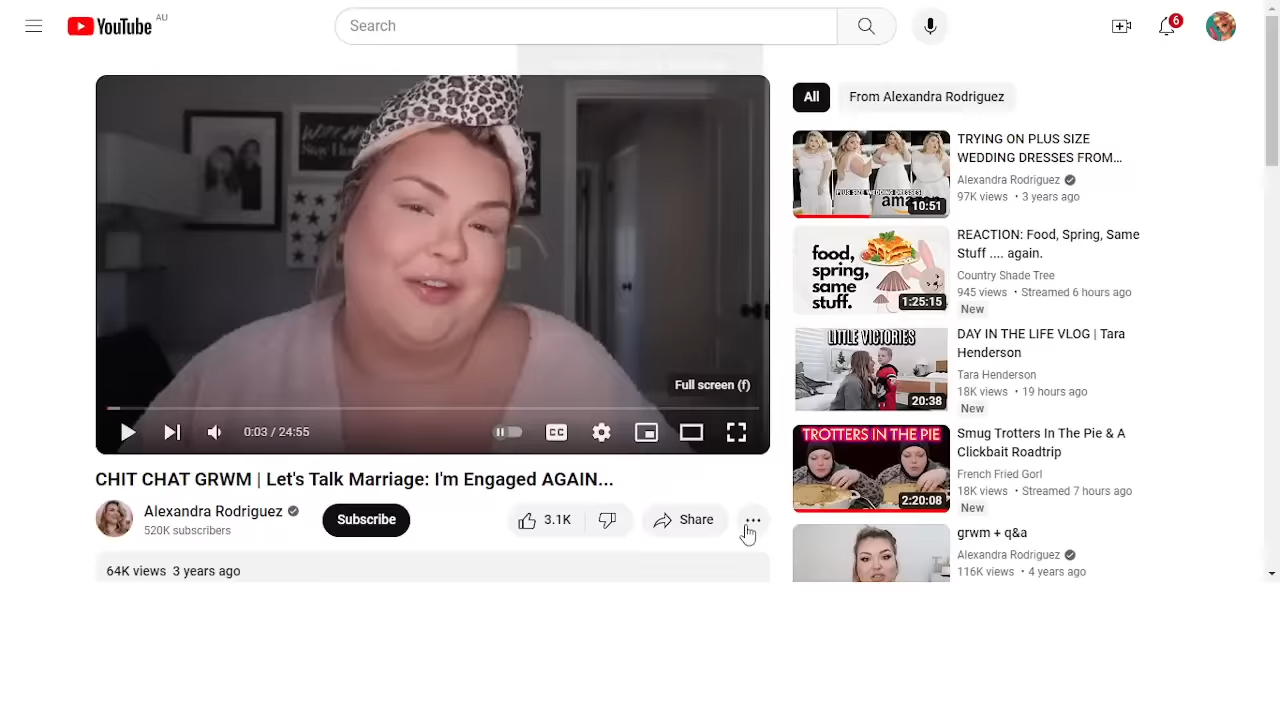 YouTube AU
Search
6
All
From Alexandra Rodriguez
Full screen (f)
0:03 / 24:55
CC
CHIT CHAT GRWM | Let's Talk Marriage: I'm Engaged AGAIN...
Alexandra Rodriguez
520K subscribers
Subscribe
3.1K
Share
64K views 3 years ago
PLUS SIZE WEDDING DRESSES
10:51
TRYING ON PLUS SIZE
WEDDING DRESSES FROM...
Alexandra Rodriguez
97K views • 3 years ago
food,
spring,
same
stuff.
1:25:15
REACTION: Food, Spring, Same
Stuff .... again.
Country Shade Tree
945 views • Streamed 6 hours ago
New
LITTLE VICTORIES
20:38
DAY IN THE LIFE VLOG | Tara
Henderson
Tara Henderson
18K views • 19 hours ago
New
TROTTERS IN THE PIE
2:20:08
Smug Trotters In The Pie & A
Clickbait Roadtrip
French Fried Gorl
18K views • Streamed 7 hours ago
New
grwm + q&a
Alexandra Rodriguez
116K views • 4 years ago